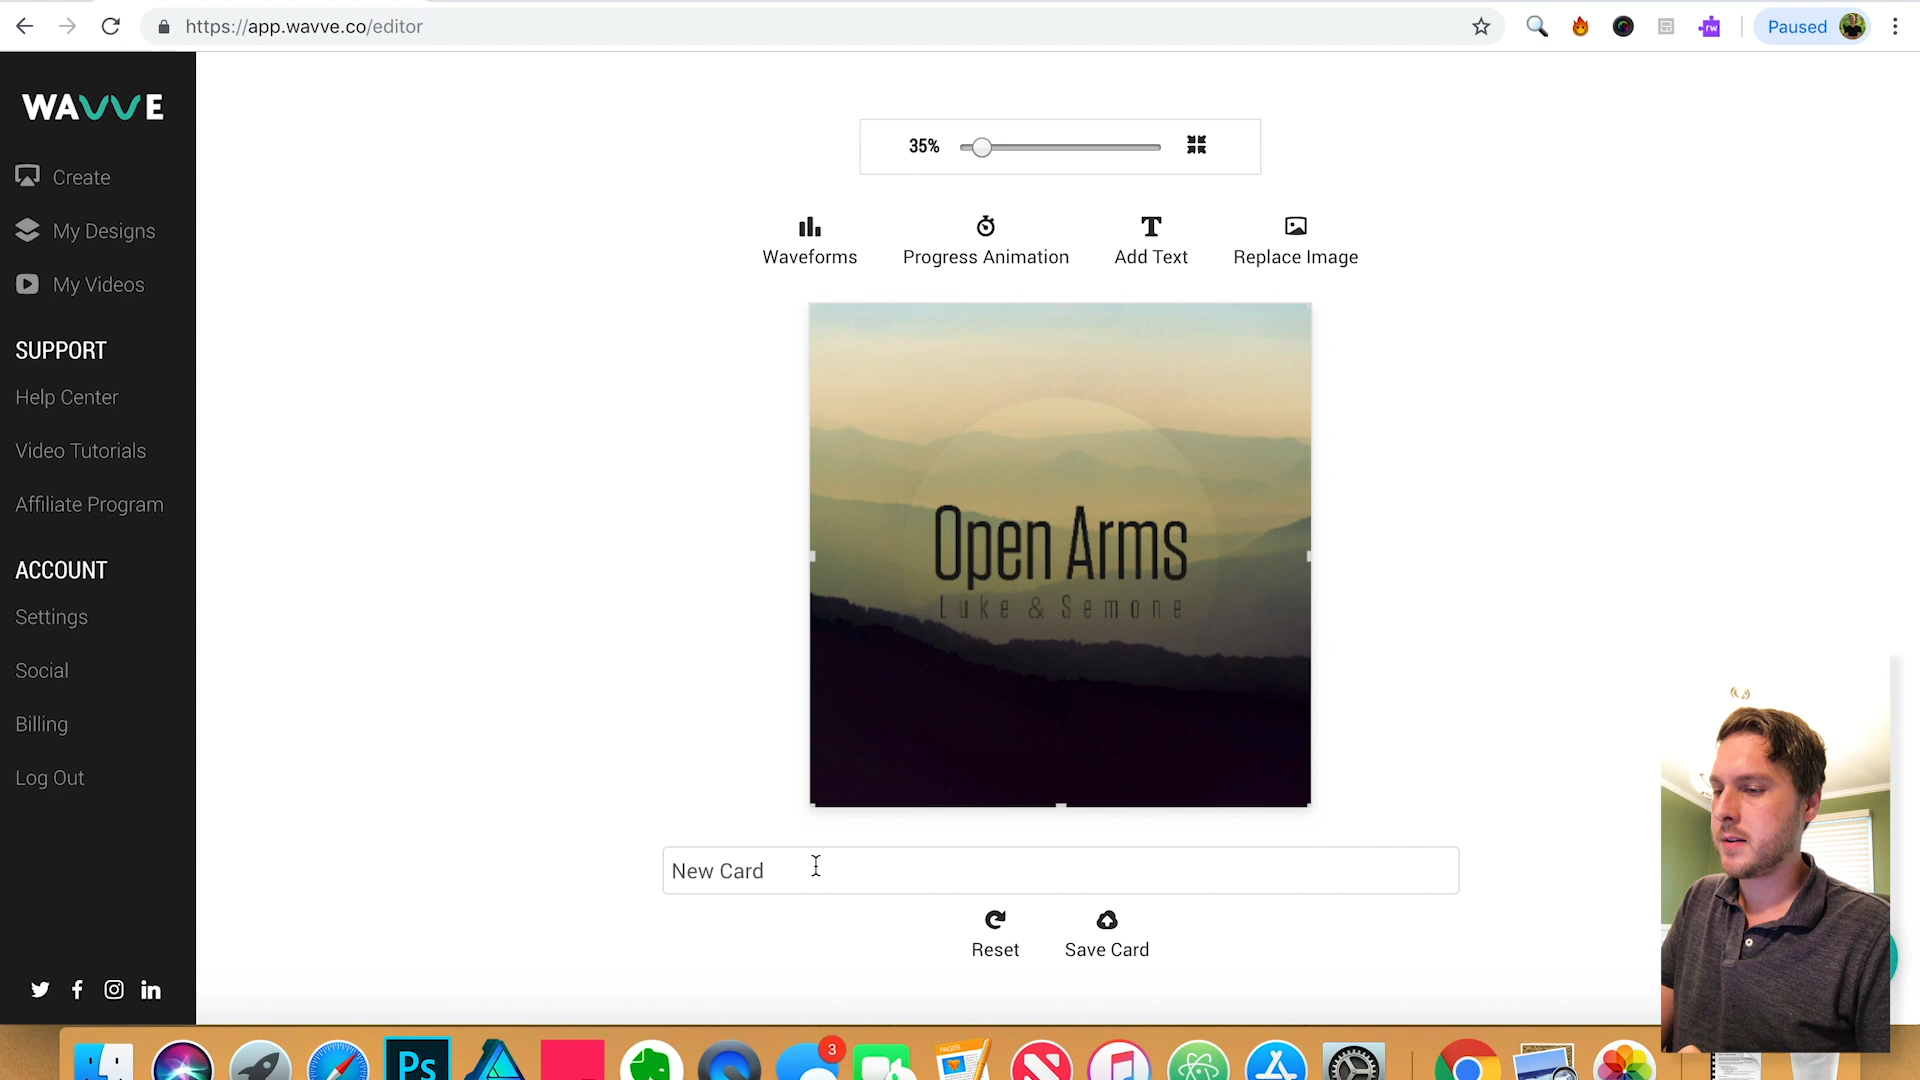 https://app.wavve.co/editor
rw
Paused
WAVVE
Create
My Designs
My Videos
SUPPORT
Help Center
Video Tutorials
Affiliate Program
ACCOUNT
Settings
Social
Billing
Log Out
35%
Waveforms
Progress Animation
Add Text
Replace Image
Open Arms
Luke & Semone
New Card
Reset
Save Card
Ps
3
PAGES